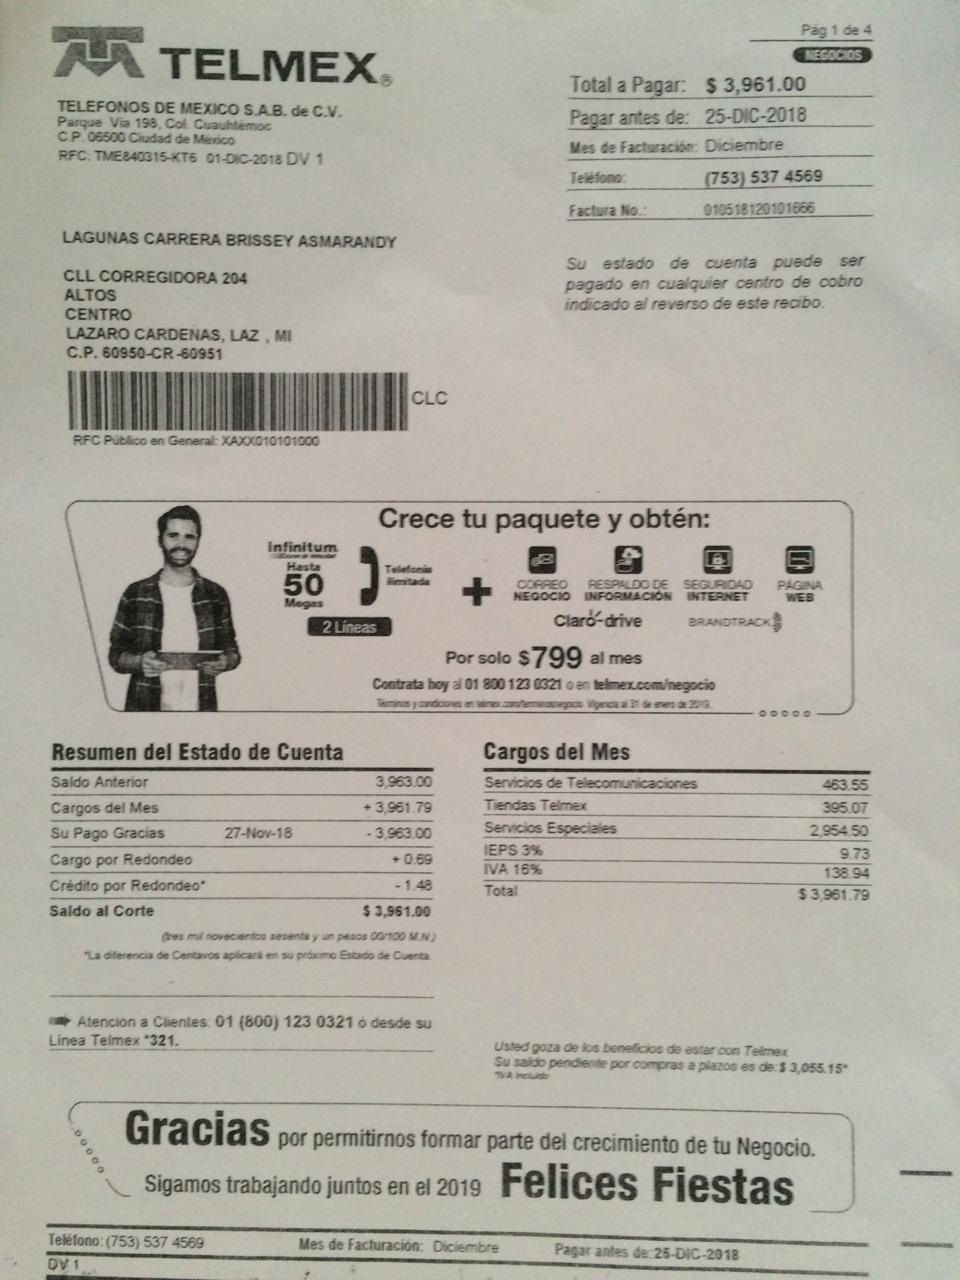 Pág 1 de 4
NEGOCIOS
TELMEX®
TELEFONOS DE MEXICO S.A.B. de C.V.
Parque Via 198, Col. Cuauhtémoc
C.P. 06500 Ciudad de México
RFC: TME840315-KT6 01-DIC-2018 DV 1
Total a Pagar: $ 3,961.00
Pagar antes de: 25-DIC-2018
Mes de Facturación: Diciembre
Teléfono: (753) 537 4569
Factura No.: 010518120101666
LAGUNAS CARRERA BRISSEY ASMARANDY
CLL CORREGIDORA 204
ALTOS
CENTRO
LAZARO CARDENAS, LAZ , MI
C.P. 60950-CR -60951
Su estado de cuenta puede ser
pagado en cualquier centro de cobro
indicado al reverso de este recibo.
CLC
RFC Público en General: XAXX010101000
Crece tu paquete y obtén:
Infinitum
Hasta
50
Megas
2 Líneas
Telefonía
ilimitada
+
CORREO
NEGOCIO
RESPALDO DE
INFORMACIÓN
SEGURIDAD
INTERNET
PÁGINA
WEB
Claro-drive
BRANDTRACK
Por solo $799 al mes
Contrata hoy al 01 800 123 0321 o en telmex.com/negocio
Términos y condiciones en telmex.com/terminosnegocio Vigencia al 31 de enero de 2019.
Resumen del Estado de Cuenta
Saldo Anterior 3,963.00
Cargos del Mes + 3,961.79
Su Pago Gracias 27-Nov-18 - 3,963.00
Cargo por Redondeo + 0.69
Crédito por Redondeo* - 1.48
Saldo al Corte $ 3,961.00
(tres mil novecientos sesenta y un pesos 00/100 M.N.)
*La diferencia de Centavos aplicará en su próximo Estado de Cuenta.
Cargos del Mes
Servicios de Telecomunicaciones 463.55
Tiendas Telmex 395.07
Servicios Especiales 2,954.50
IEPS 3% 9.73
IVA 16% 138.94
Total $ 3,961.79
Atención a Clientes: 01 (800) 123 0321 ó desde su
Línea Telmex *321.
Usted goza de los beneficios de estar con Telmex
Su saldo pendiente por compras a plazos es de:$ 3,055.15*
*IVA Incluido
Gracias por permitirnos formar parte del crecimiento de tu Negocio.
Sigamos trabajando juntos en el 2019 Felices Fiestas
Teléfono: (753) 537 4569 Mes de Facturación: Diciembre Pagar antes de:25-DIC-2018
DV 1